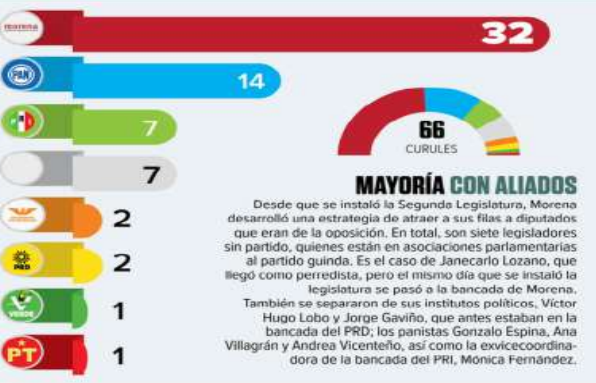 morena
32
PAN
14
7
7
2
PRD
2
VERDE
1
PT
1
66
CURULES
MAYORÍA CON ALIADOS
Desde que se instaló la Segunda Legislatura, Morena
desarrolló una estrategia de atraer a sus filas a diputados
que eran de la oposición. En total, son siete legisladores
sin partido, quienes están en asociaciones parlamentarias
al partido guinda. Es el caso de Janecarlo Lozano, que
llegó como perredista, pero el mismo día que se instaló la
legislatura se pasó a la bancada de Morena.
También se separaron de sus institutos políticos, Víctor
Hugo Lobo y Jorge Gaviño, que antes estaban en la
bancada del PRD; los panistas Gonzalo Espina, Ana
Villagrán y Andrea Vicenteño, así como la exvicecoordina-
dora de la bancada del PRI, Mónica Fernández.